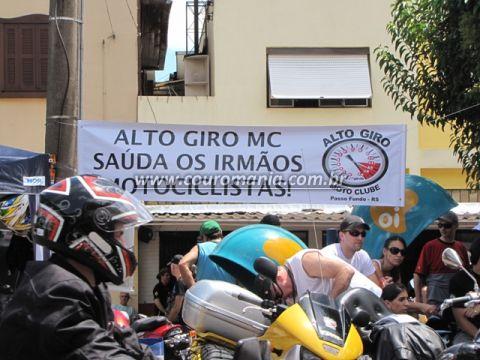 ALTO GIRO MC
SAÚDA OS IRMÃOS
MOTOCICLISTAS!
ALTO GIRO
MOTO CLUBE
Passo Fundo - RS
www.couromania.com.br
oi